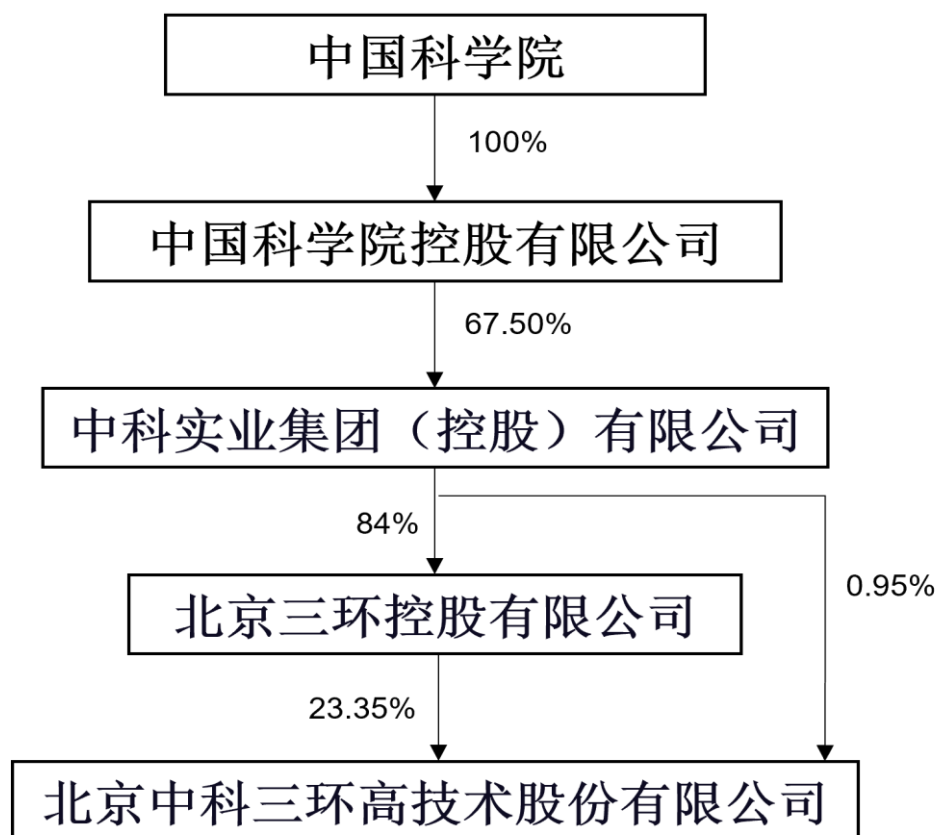 中国科学院
100%
中国科学院控股有限公司
67.50%
中科实业集团（控股）有限公司
84%
0.95%
北京三环控股有限公司
23.35%
北京中科三环高技术股份有限公司